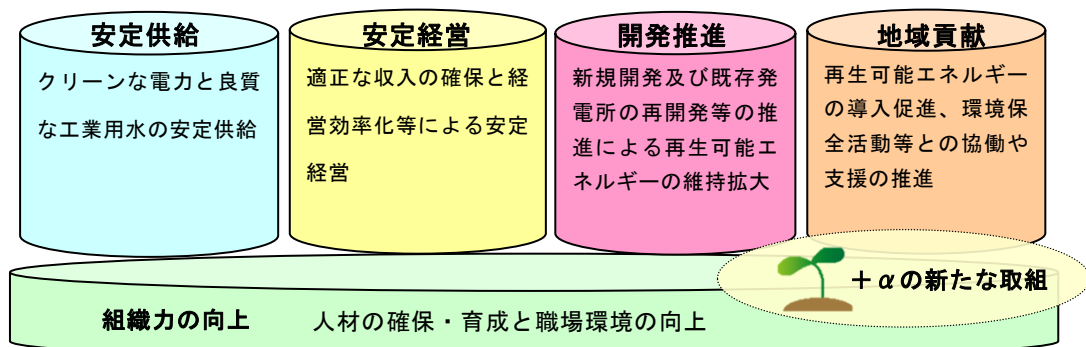 安定供給
クリーンな電力と良質
な工業用水の安定供給
安定経営
適正な収入の確保と経
営効率化等による安定
経営
開発推進
新規開発及び既存発
電所の再開発等の推
進による再生可能エ
ネルギーの維持拡大
地域貢献
再生可能エネルギー
の導入促進、環境保
全活動等との協働や
支援の推進
＋αの新たな取組
組織力の向上 人材の確保・育成と職場環境の向上